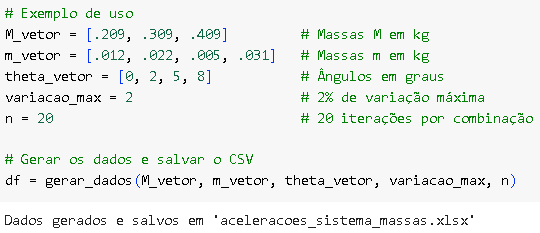 # Exemplo de uso
M_vetor = [.209, .309, .409] # Massas M em kg
m_vetor = [.012, .022, .005, .031] # Massas m em kg
theta_vetor = [0, 2, 5, 8] # Ângulos em graus
variacao_max = 2 # 2% de variação máxima
n = 20 # 20 iterações por combinação
# Gerar os dados e salvar o CSV
df = gerar_dados(M_vetor, m_vetor, theta_vetor, variacao_max, n)
Dados gerados e salvos em 'aceleracoes_sistema_massas.xlsx'